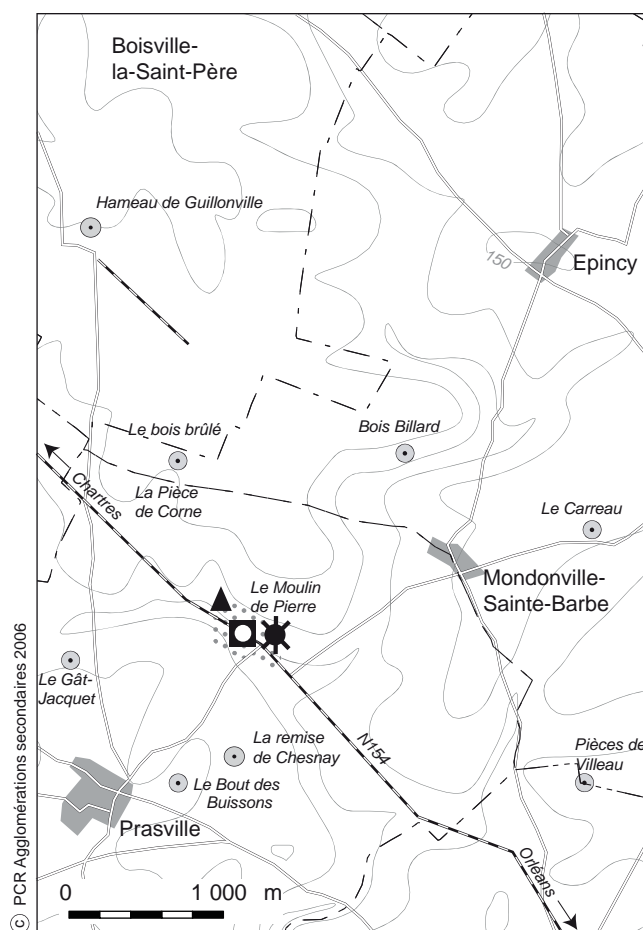 Boisville-
la-Saint-Père
Hameau de Guillonville
150
Epincy
Le bois brûlé
Bois Billard
La Pièce
de Corne
Chartres
Le Carreau
Le Moulin
de Pierre
Mondonville-
Sainte-Barbe
Le Gât-
Jacquet
La remise
de Chesnay
N154
Pièces de
Villeau
Le Bout des
Buissons
Prasville
Orléans
0 1 000 m
© PCR Agglomérations secondaires 2006